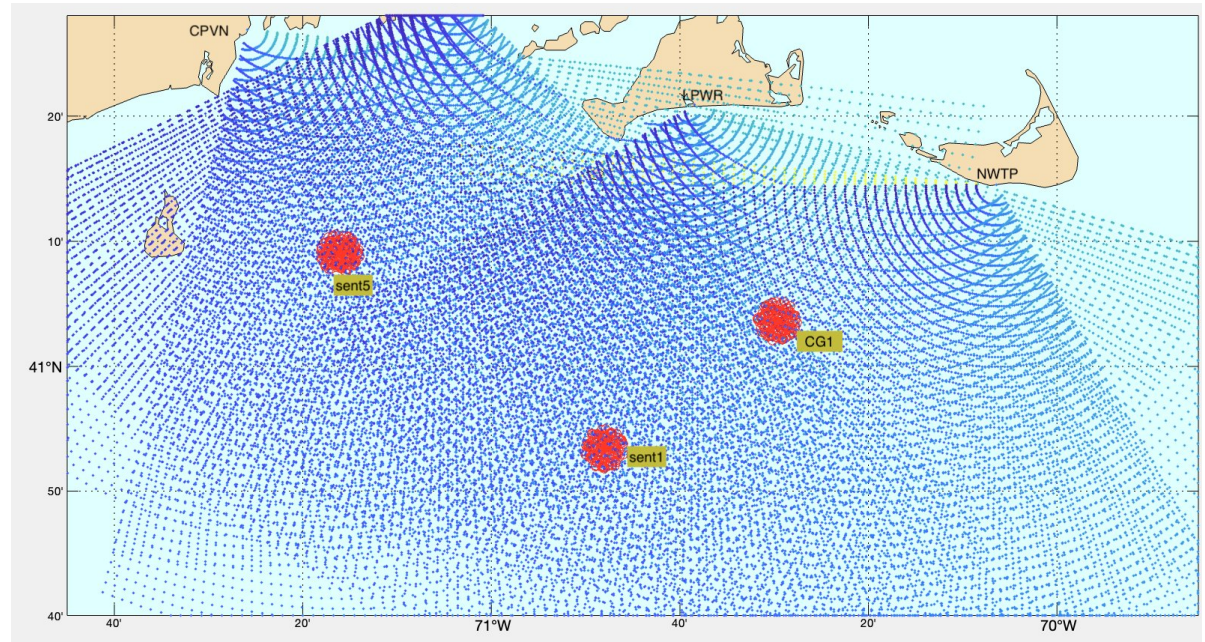 CPVN
LPWR
20'
NWTP
10'
sent5
CG1
41°N
sent1
50'
40'
40'
20'
71°W
40'
20'
70°W